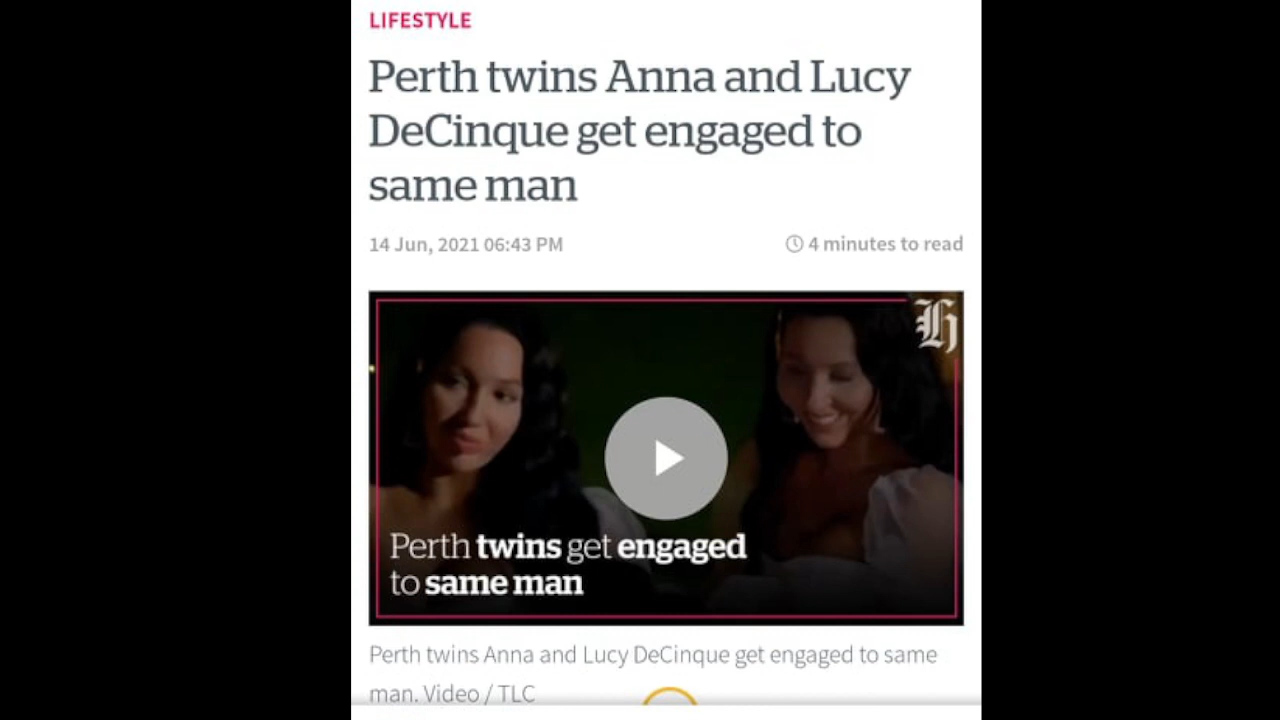 LIFESTYLE
Perth twins Anna and Lucy
DeCinque get engaged to
same man
14 Jun, 2021 06:43 PM
4 minutes to read
H
Perth twins get engaged
to same man
Perth twins Anna and Lucy DeCinque get engaged to same
man. Video / TLC